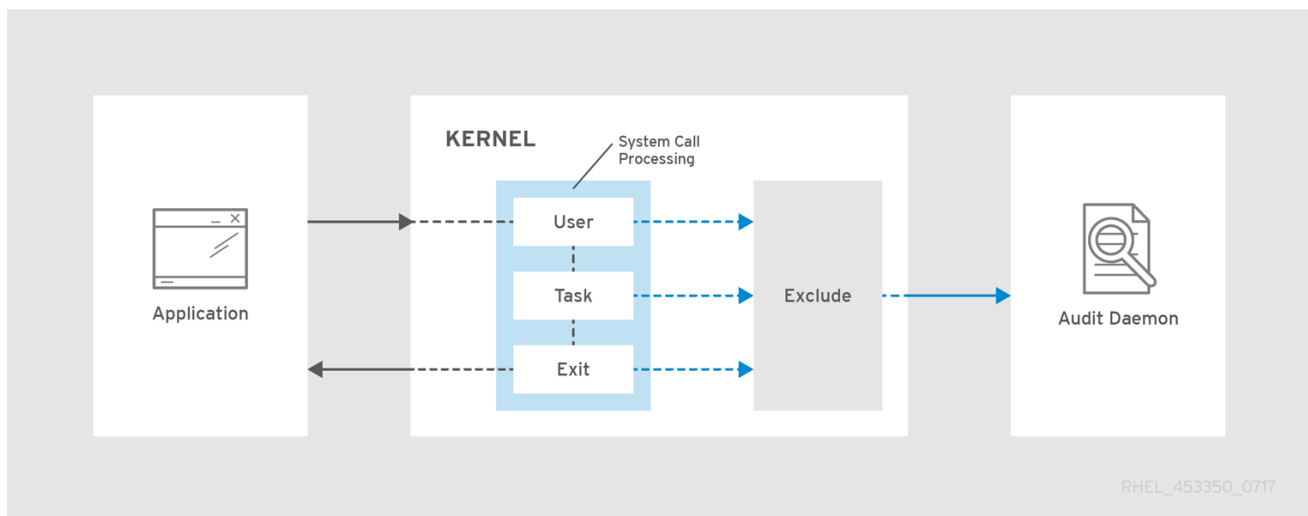 KERNEL
System Call
Processing
User
Task
Exit
Exclude
Application
Audit Daemon
RHEL_453350_0717